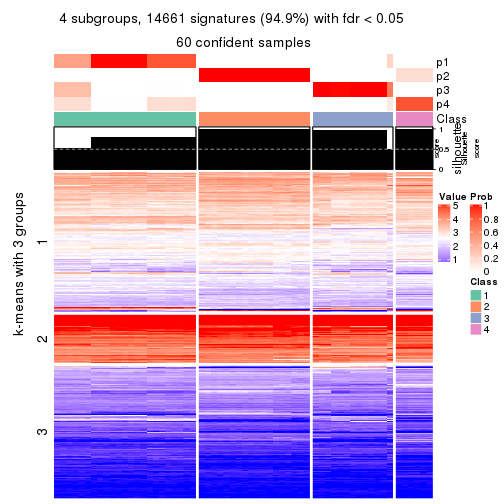 4 subgroups, 14661 signatures (94.9%) with fdr < 0.05
60 confident samples
p1
p2
p3
p4
Class
1
0.5
0
silhouette
Silhouette
score
k-means with 3 groups
1
2
3
Value
5
4
3
2
1
Prob
1
0.8
0.6
0.4
0.2
0
Class
1
2
3
4